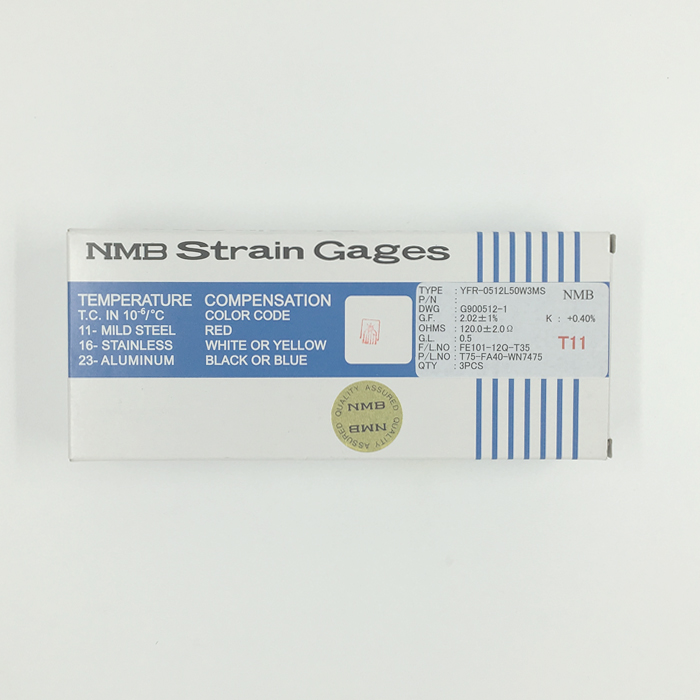 NMB Strain Gages
TEMPERATURE COMPENSATION
T.C. IN 10⁻⁶/°C COLOR CODE
11- MILD STEEL RED
16- STAINLESS WHITE OR YELLOW
23- ALUMINUM BLACK OR BLUE
TYPE : YFR-0512L50W3MS NMB
P/N :
DWG : G900512-1
G.F. : 2.02±1% K : +0.40%
OHMS : 120.0±2.0Ω
G.L. : 0.5 T11
F/L.NO : FE101-12Q-T35
P/L.NO : T75-FA40-WN7475
QTY : 3PCS
QUALITY ASSURED
NMB
NMB
QUALITY ASSURED